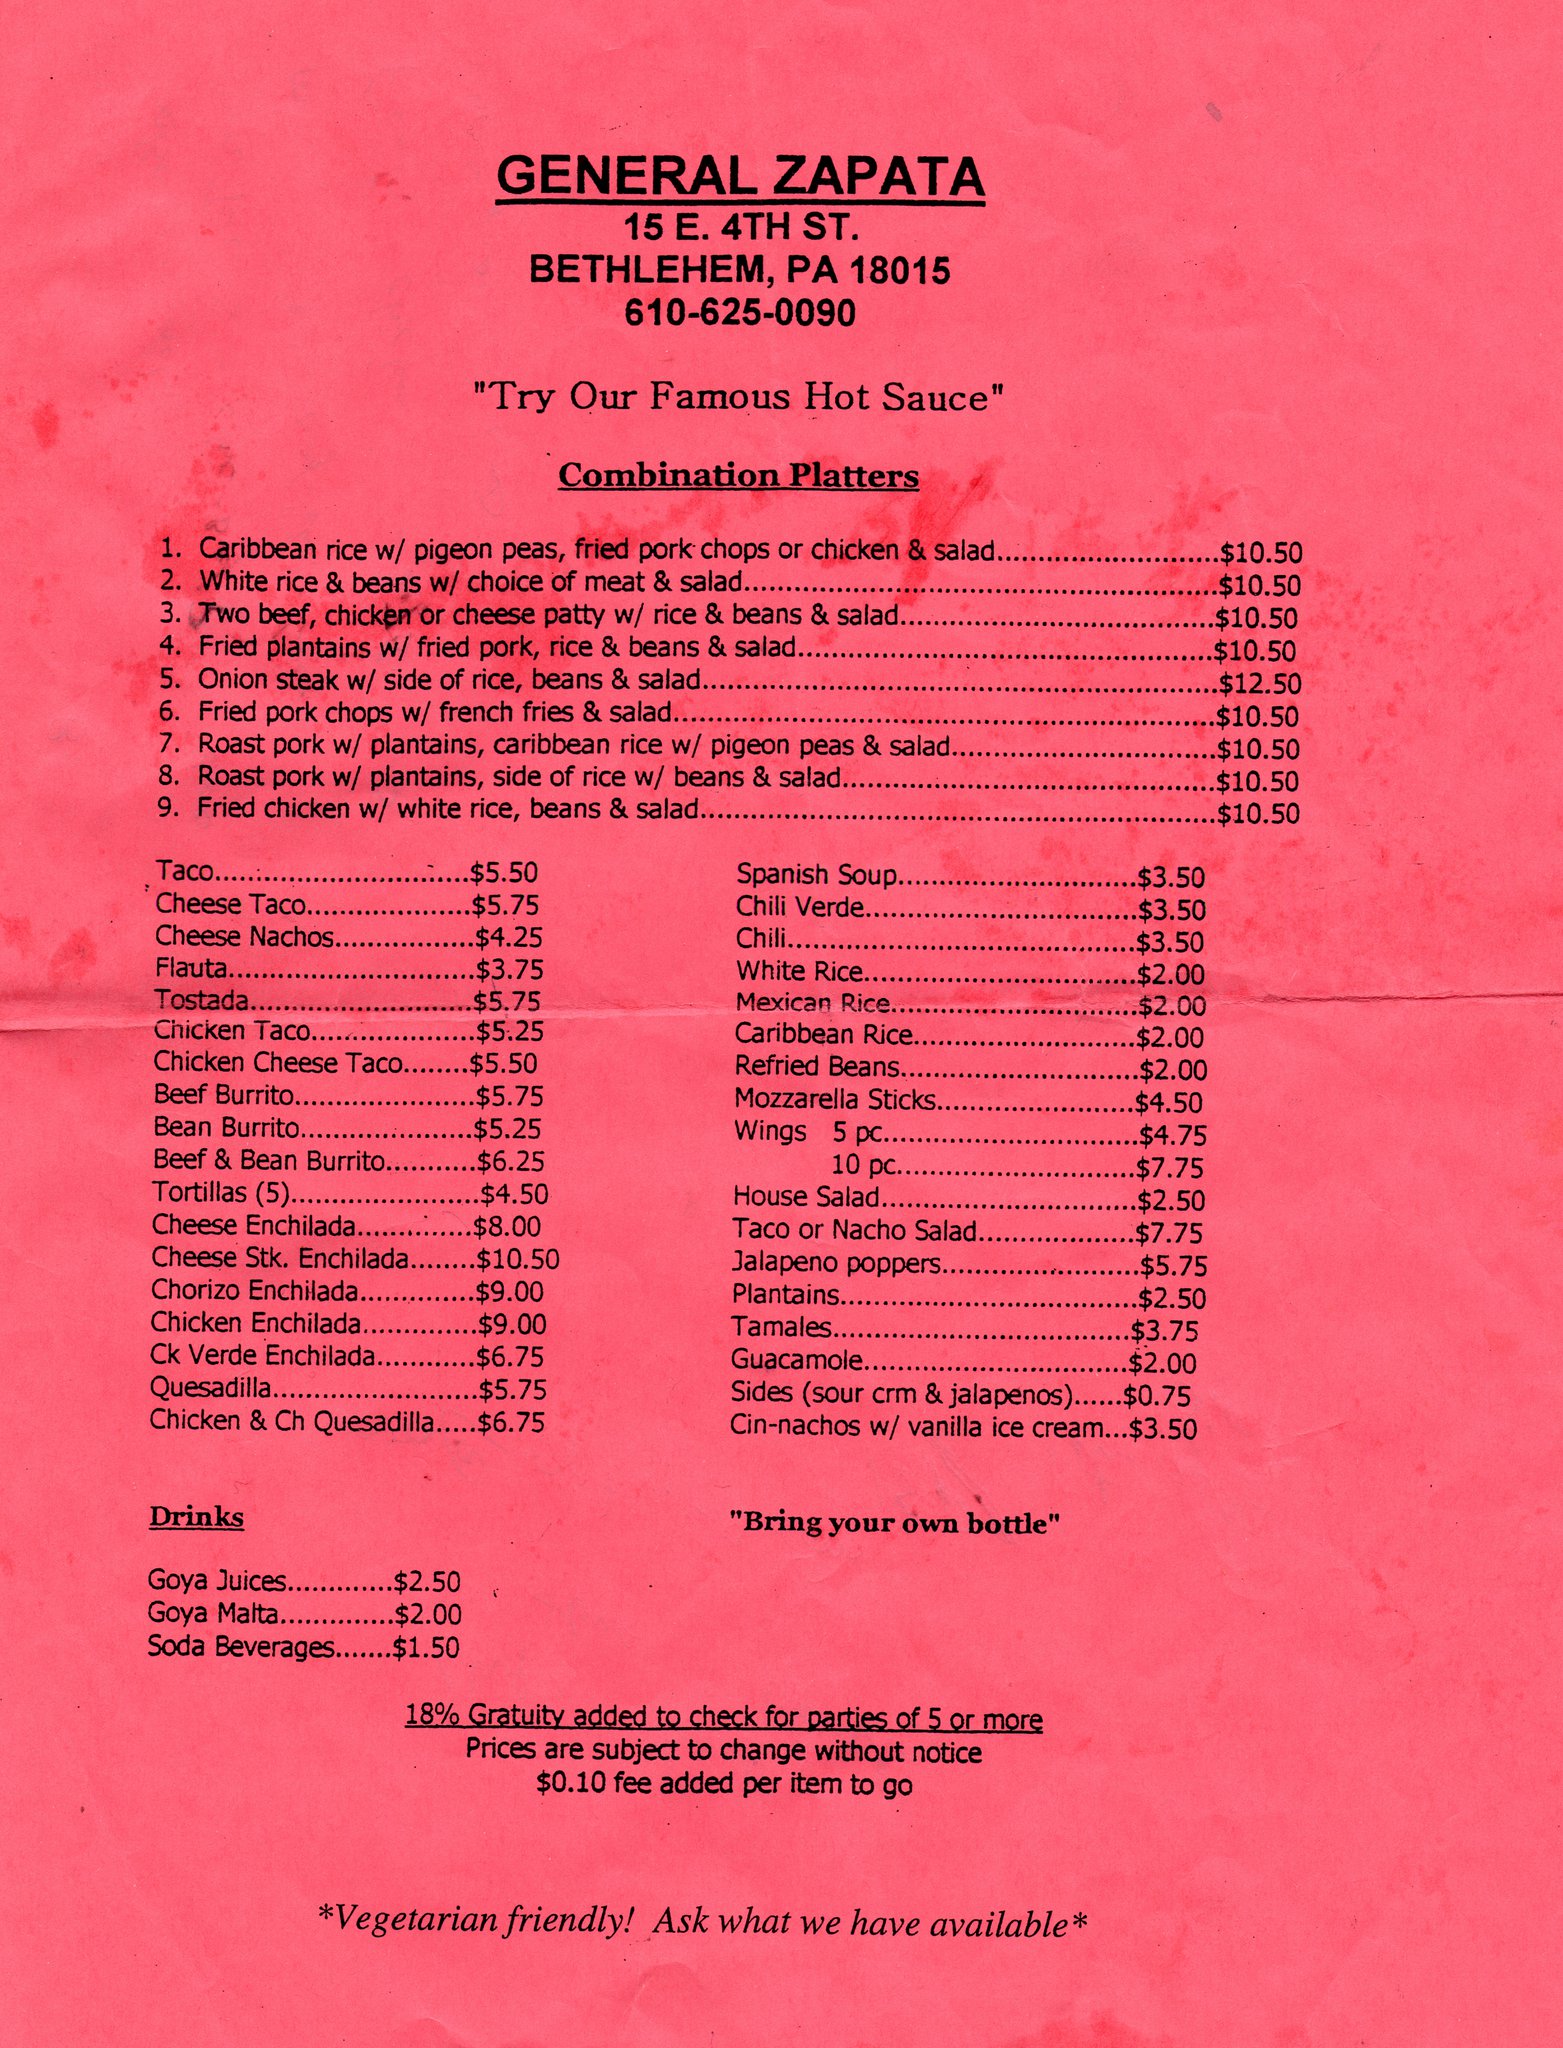 GENERAL ZAPATA
15 E. 4TH ST.
BETHLEHEM, PA 18015
610-625-0090
"Try Our Famous Hot Sauce"
Combination Platters
1. Caribbean rice w/ pigeon peas, fried pork chops or chicken & salad..............................$10.50
2. White rice & beans w/ choice of meat & salad..............................$10.50
3. Two beef, chicken or cheese patty w/ rice & beans & salad..............................$10.50
4. Fried plantains w/ fried pork, rice & beans & salad..............................$10.50
5. Onion steak w/ side of rice, beans & salad..............................$12.50
6. Fried pork chops w/ french fries & salad..............................$10.50
7. Roast pork w/ plantains, caribbean rice w/ pigeon peas & salad..............................$10.50
8. Roast pork w/ plantains, side of rice w/ beans & salad..............................$10.50
9. Fried chicken w/ white rice, beans & salad..............................$10.50
Taco..............................$5.50
Cheese Taco.....................$5.75
Cheese Nachos.................$4.25
Flauta..............................$3.75
Tostada...........................$5.75
Chicken Taco....................$5.25
Chicken Cheese Taco........$5.50
Beef Burrito......................$5.75
Bean Burrito.....................$5.25
Beef & Bean Burrito...........$6.25
Tortillas (5).......................$4.50
Cheese Enchilada..............$8.00
Cheese Stk. Enchilada........$10.50
Chorizo Enchilada..............$9.00
Chicken Enchilada..............$9.00
Ck Verde Enchilada............$6.75
Quesadilla.........................$5.75
Chicken & Ch Quesadilla.....$6.75
Spanish Soup.............................$3.50
Chili Verde.................................$3.50
Chili..........................................$3.50
White Rice.................................$2.00
Mexican Rice..............................$2.00
Caribbean Rice...........................$2.00
Refried Beans.............................$2.00
Mozzarella Sticks........................$4.50
Wings 5 pc...............................$4.75
10 pc.............................$7.75
House Salad...............................$2.50
Taco or Nacho Salad...................$7.75
Jalapeno poppers........................$5.75
Plantains....................................$2.50
Tamales.....................................$3.75
Guacamole................................$2.00
Sides (sour crm & jalapenos)......$0.75
Cin-nachos w/ vanilla ice cream...$3.50
Drinks
Goya Juices.............$2.50
Goya Malta..............$2.00
Soda Beverages.......$1.50
"Bring your own bottle"
18% Gratuity added to check for parties of 5 or more
Prices are subject to change without notice
$0.10 fee added per item to go
*Vegetarian friendly! Ask what we have available*